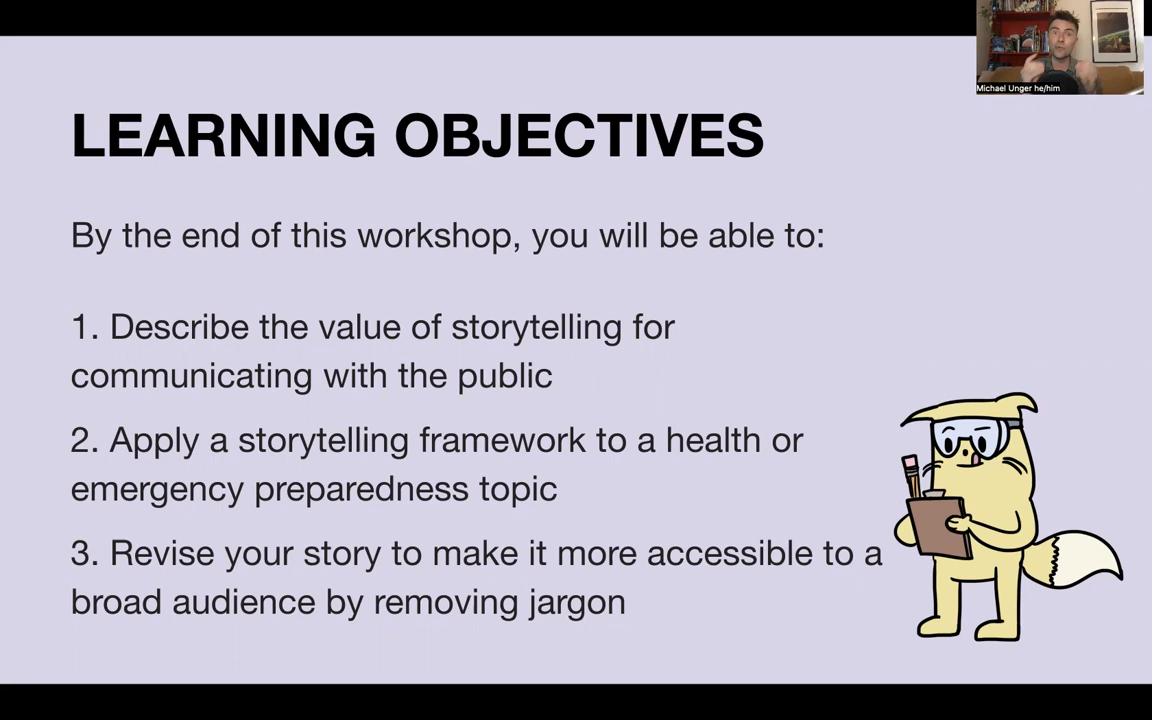 Michael Unger he/him
LEARNING OBJECTIVES
By the end of this workshop, you will be able to:
1. Describe the value of storytelling for
communicating with the public
2. Apply a storytelling framework to a health or
emergency preparedness topic
3. Revise your story to make it more accessible to a
broad audience by removing jargon